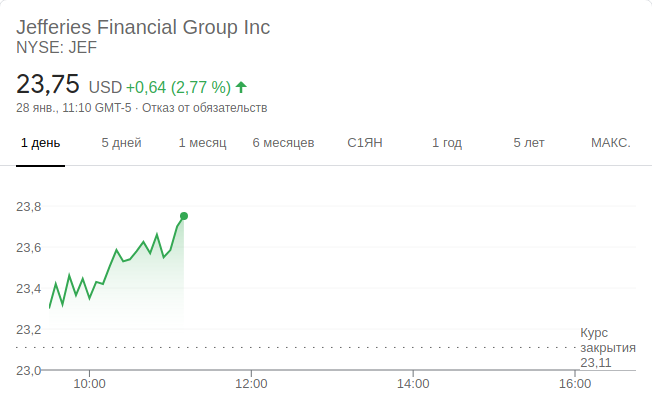 Jefferies Financial Group Inc
NYSE: JEF
23,75 USD +0,64 (2,77 %)
28 янв., 11:10 GMT-5 · Отказ от обязательств
1 день 5 дней 1 месяц 6 месяцев С1ЯН 1 год 5 лет МАКС.
23,8
23,6
23,4
23,2
Курс
закрытия
23,11
23,0
10:00 12:00 14:00 16:00